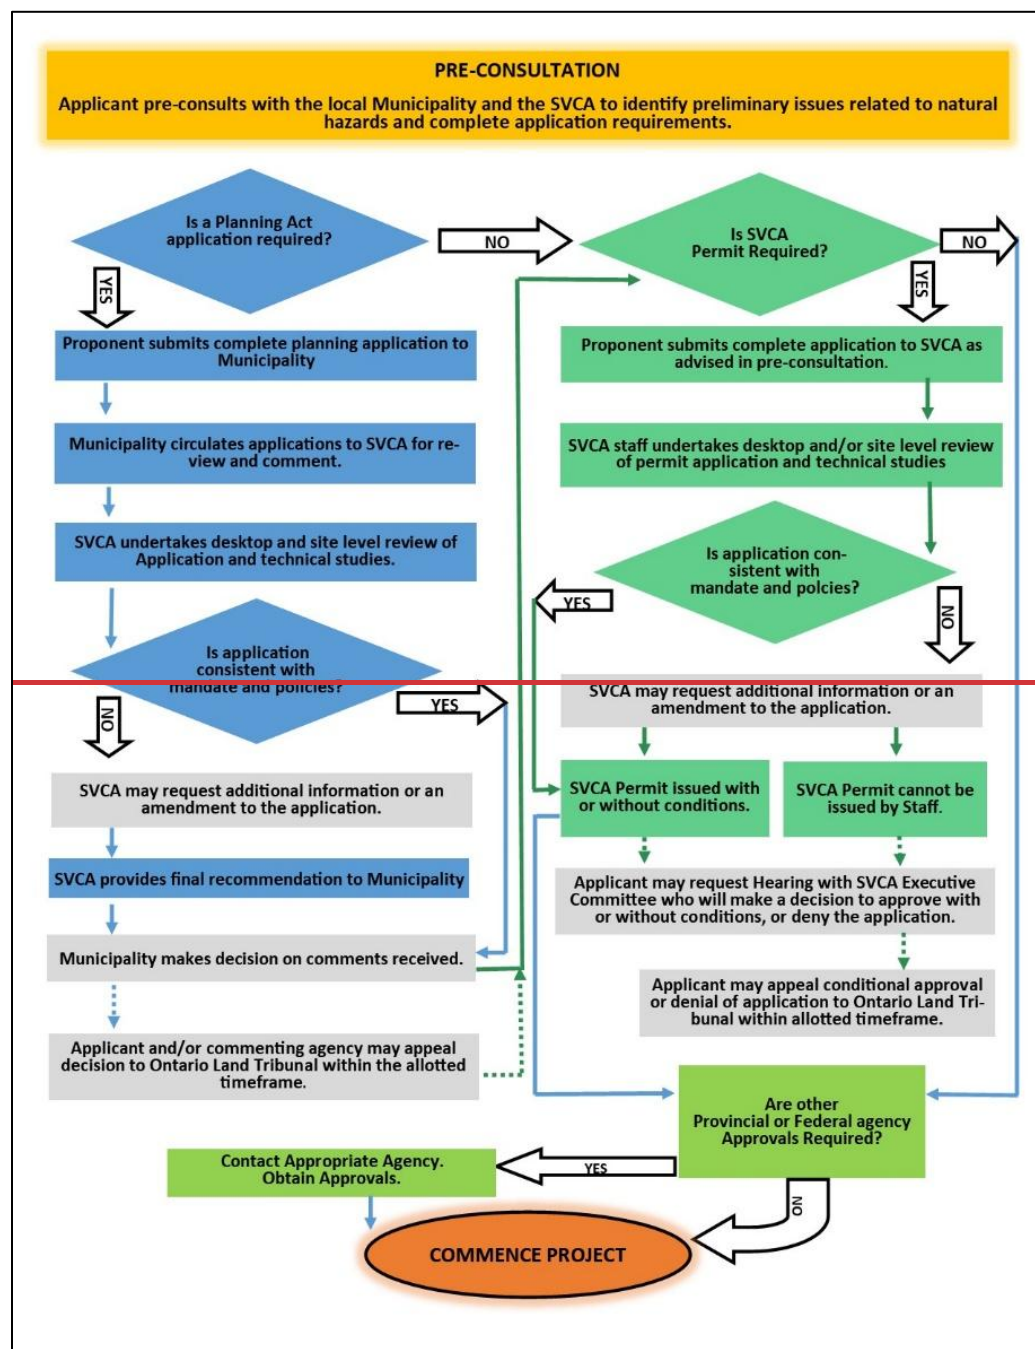 PRE-CONSULTATION
Applicant pre-consults with the local Municipality and the SVCA to identify preliminary issues related to natural
hazards and complete application requirements.
Is a Planning Act
application required?
NO
Is SVCA
Permit Required?
NO
YES
YES
Proponent submits complete planning application to
Municipality
Proponent submits complete application to SVCA as
advised in pre-consultation.
Municipality circulates applications to SVCA for re-
view and comment.
SVCA staff undertakes desktop and/or site level review
of permit application and technical studies
SVCA undertakes desktop and site level review of
Application and technical studies.
Is application con-
sistent with
mandate and polcies?
YES
NO
Is application
consistent with
mandate and policies?
NO
YES
SVCA may request additional information or an
amendment to the application.
SVCA may request additional information or an
amendment to the application.
SVCA Permit issued with
or without conditions.
SVCA Permit cannot be
issued by Staff.
SVCA provides final recommendation to Municipality
Applicant may request Hearing with SVCA Executive
Committee who will make a decision to approve with
or without conditions, or deny the application.
Municipality makes decision on comments received.
Applicant may appeal conditional approval
or denial of application to Ontario Land Tri-
bunal within allotted timeframe.
Applicant and/or commenting agency may appeal
decision to Ontario Land Tribunal within the allotted
timeframe.
Are other
Provincial or Federal agency
Approvals Required?
YES
Contact Appropriate Agency.
Obtain Approvals.
NO
COMMENCE PROJECT